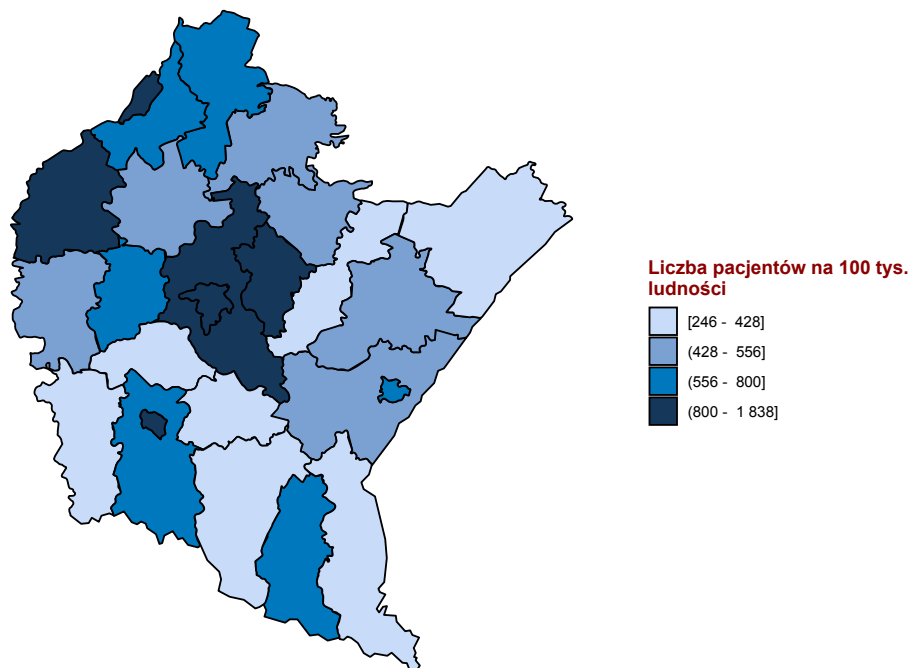 Liczba pacjentów na 100 tys.
ludności
[246 - 428]
(428 - 556]
(556 - 800]
(800 - 1 838]